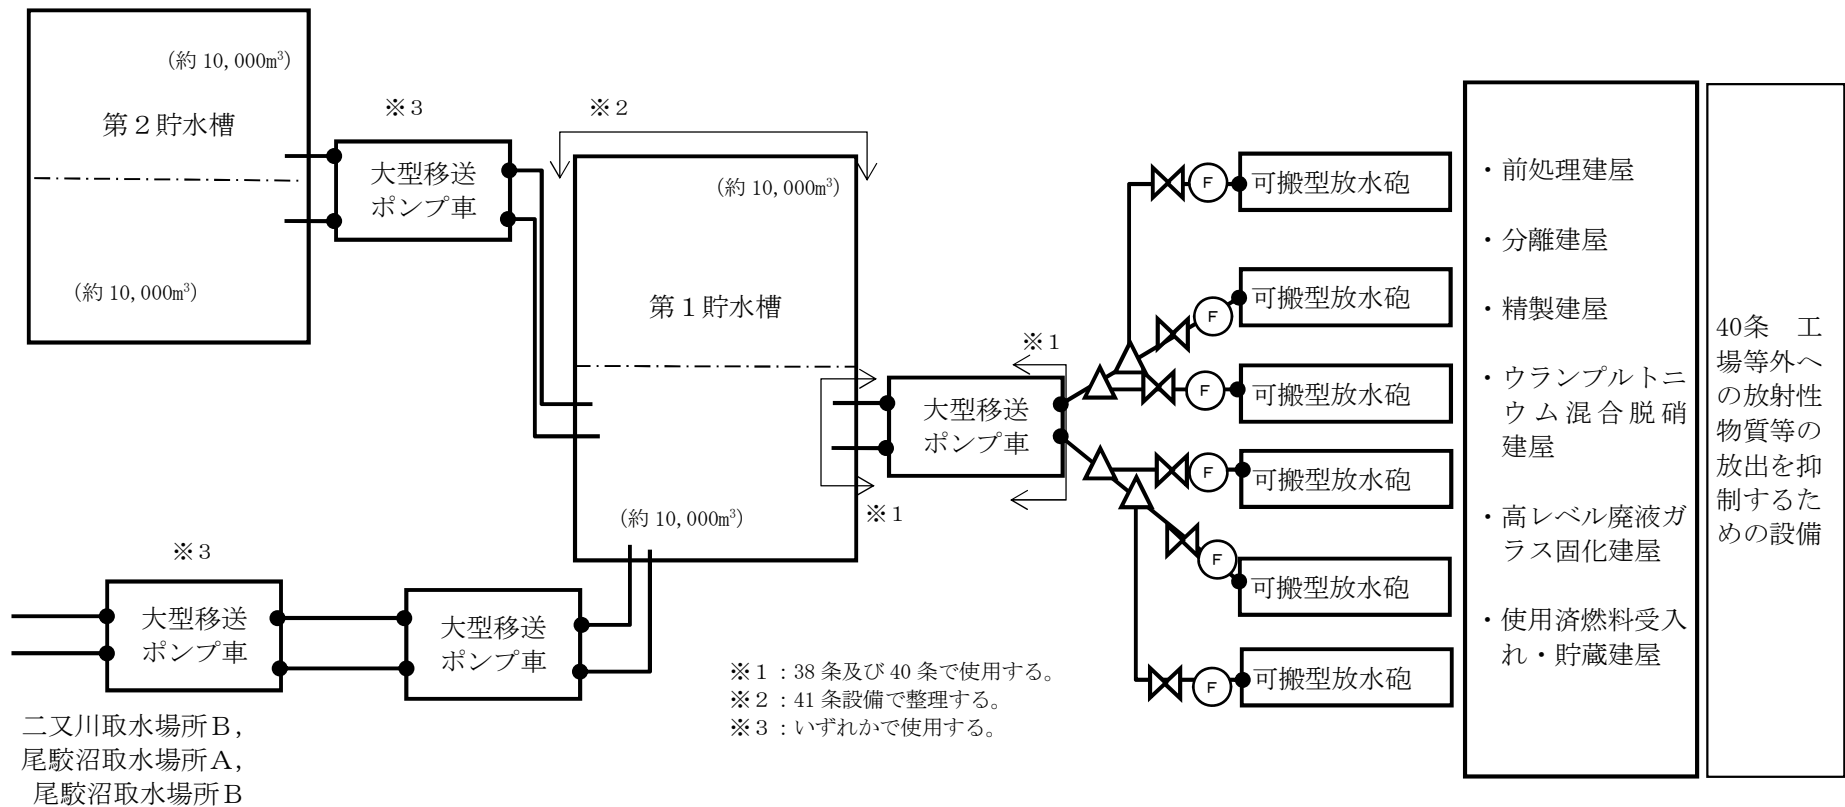 (約 10,000m³)
第２貯水槽
(約 10,000m³)
※３
大型移送
ポンプ車
※２
(約 10,000m³)
第１貯水槽
(約 10,000m³)
※１
大型移送
ポンプ車
※１
F
可搬型放水砲
F
可搬型放水砲
F
可搬型放水砲
F
可搬型放水砲
F
可搬型放水砲
F
可搬型放水砲
・前処理建屋
・分離建屋
・精製建屋
・ウランプルトニ
ウム混合脱硝
建屋
・高レベル廃液ガ
ラス固化建屋
・使用済燃料受入
れ・貯蔵建屋
40条　工
場等外へ
の放射性
物質等の
放出を抑
制するた
めの設備
※３
大型移送
ポンプ車
大型移送
ポンプ車
二又川取水場所Ｂ，
尾駮沼取水場所Ａ，
尾駮沼取水場所Ｂ
※１：38 条及び 40 条で使用する。
※２：41 条設備で整理する。
※３：いずれかで使用する。